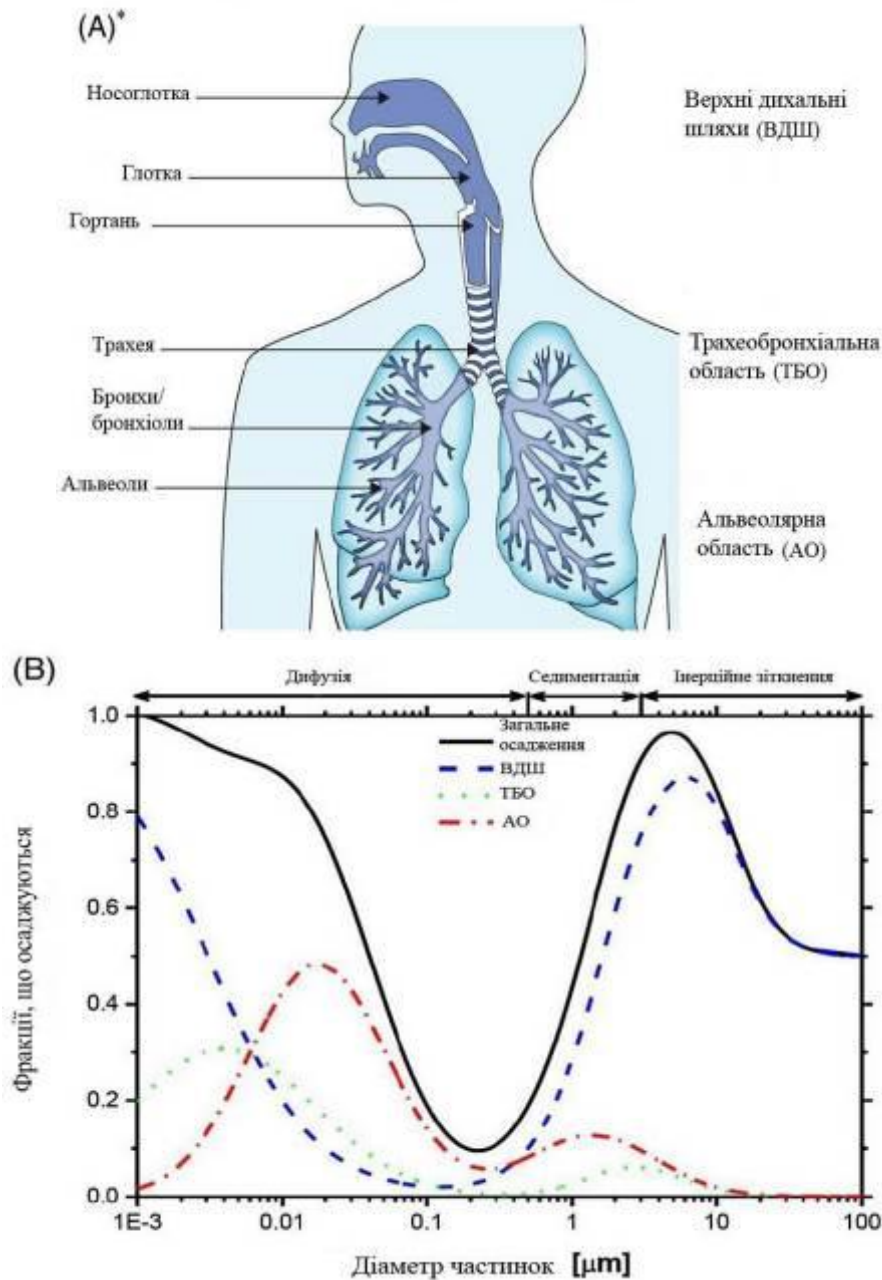 (A)*
Носоглотка
Глотка
Гортань
Трахея
Бронхи/
бронхіоли
Альвеоли
Верхні дихальні
шляхи (ВДШ)
Трахеобронхіальна
область (ТБО)
Альвеолярна
область (АО)
(B)
Дифузія
Седиментація
Інерційне зіткнення
Загальне
осадження
ВДШ
ТБО
АО
Фракції, що осаджуються
1.0
0.8
0.6
0.4
0.2
0.0
1E-3
0.01
0.1
1
10
100
Діаметр частинок [µm]